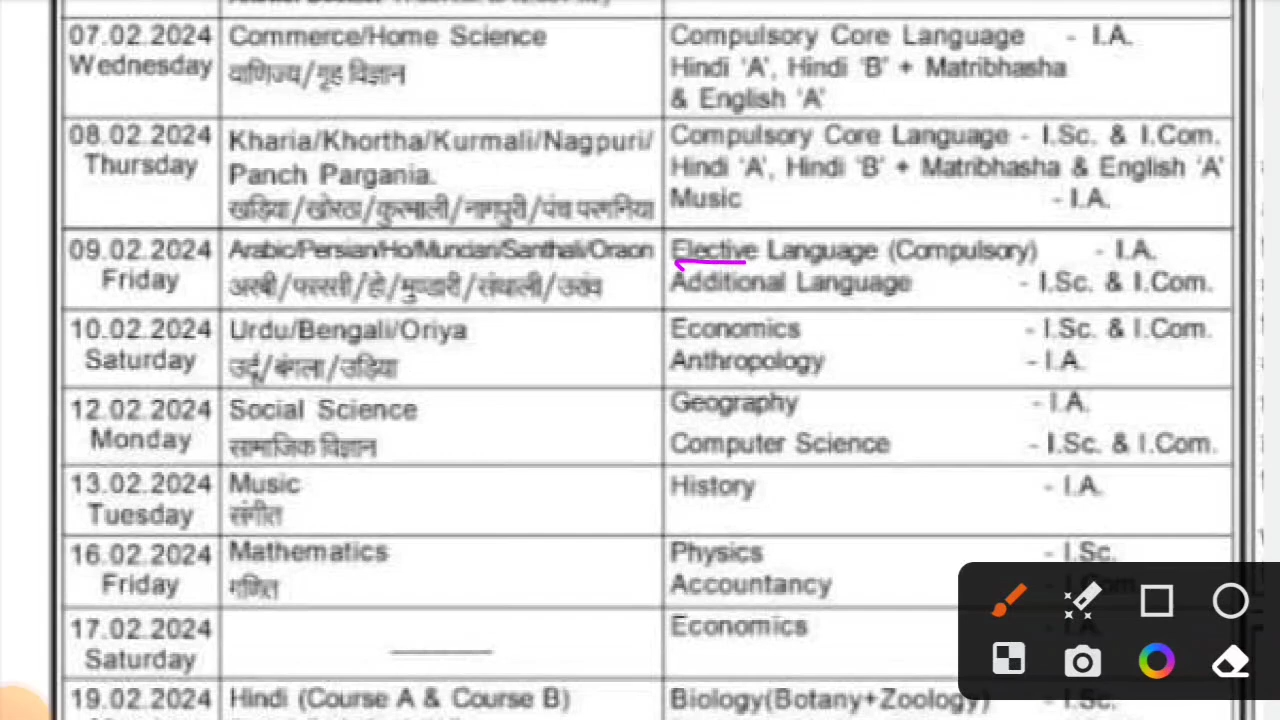 07.02.2024 Commerce/Home Science Compulsory Core Language - I.A.
Wednesday वाणिज्य/गृह विज्ञान Hindi 'A', Hindi 'B' + Matribhasha
& English 'A'
08.02.2024 Kharia/Khortha/Kurmali/Nagpuri/ Compulsory Core Language - I.Sc. & I.Com.
Thursday Panch Pargania. Hindi 'A', Hindi 'B' + Matribhasha & English 'A'
खड़िया/खोरठा/कुरमाली/नागपुरी/पंच परगनिया Music - I.A.
09.02.2024 Arabic/Persian/Ho/Mundari/Santhali/Oraon Elective Language (Compulsory) - I.A.
Friday अरबी/फारसी/हो/मुण्डारी/संथाली/उरांव Additional Language - I.Sc. & I.Com.
10.02.2024 Urdu/Bengali/Oriya Economics - I.Sc. & I.Com.
Saturday उर्दू/बंगला/उड़िया Anthropology - I.A.
12.02.2024 Social Science Geography - I.A.
Monday सामाजिक विज्ञान Computer Science - I.Sc. & I.Com.
13.02.2024 Music History - I.A.
Tuesday संगीत
16.02.2024 Mathematics Physics - I.Sc.
Friday गणित Accountancy - I.Com.
17.02.2024 Economics - I.A.
Saturday
19.02.2024 Hindi (Course A & Course B) Biology(Botany+Zoology) - I.Sc.